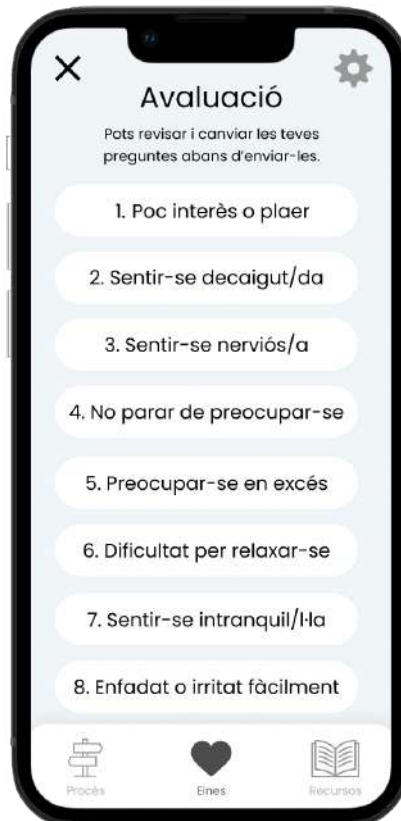 Avaluació
Pots revisar i canviar les teves
preguntes abans d'enviar-les.
1. Poc interès o plaer
2. Sentir-se decaigut/da
3. Sentir-se nerviós/a
4. No parar de preocupar-se
5. Preocupar-se en excés
6. Dificultat per relaxar-se
7. Sentir-se intranquil/l·la
8. Enfadat o irritat fàcilment
Procès
Eines
Recursos